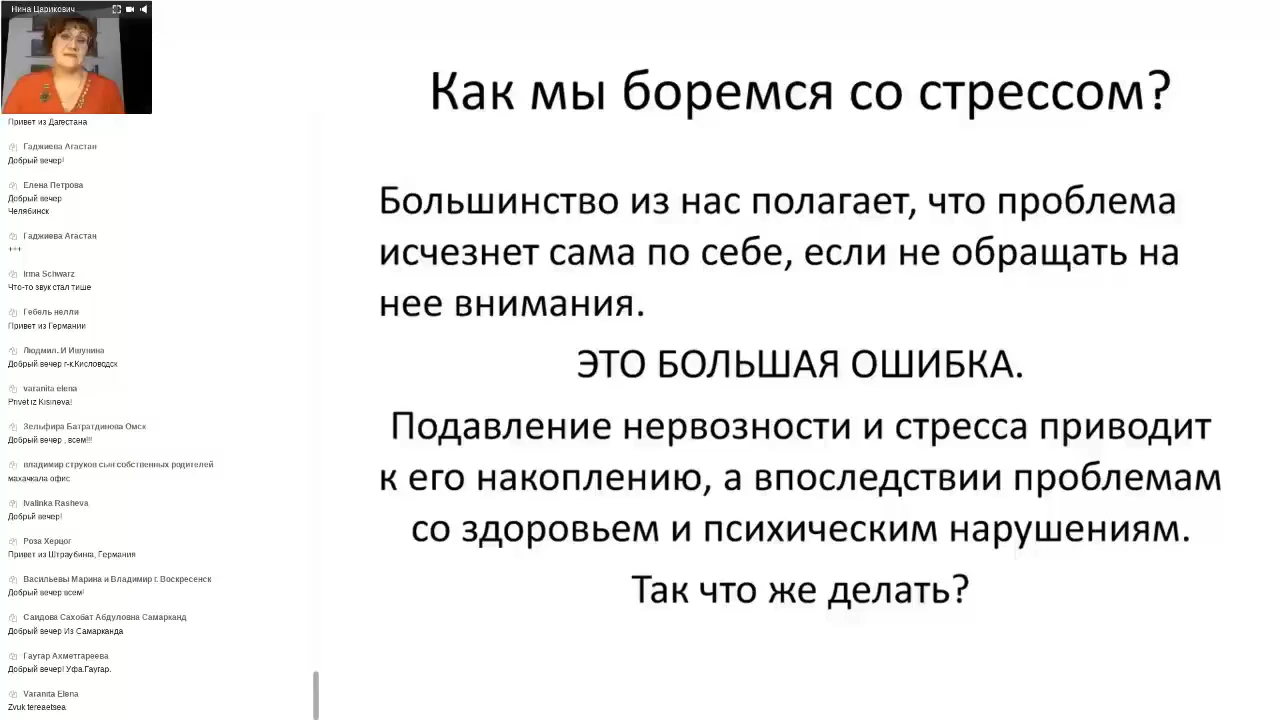 Нина Царикович
Привет из Дагестана
Гаджиева Агастан
Добрый вечер!
Елена Петрова
Добрый вечер
Челябинск
Гаджиева Агастан
+++
Irma Schwarz
Что-то звук стал тише
Гебель нелли
Привет из Германии
Людмил. И Ишунина
Добрый вечер г-к.Кисловодск
varanita elena
Privet iz Kisineva!
Зельфира Батратдинова Омск
Добрый вечер , всем!!!
владимир струков сын собственных родителей
махачкала офис
Ivalinka Rasheva
Добрьй вечер!
Роза Херцог
Привет из Штраубинга, Германия
Васильевы Марина и Владимир г. Воскресенск
Добрый вечер всем!
Саидова Сахобат Абдуловна Самарканд
Добрый вечер Из Самарканда
Гаугар Ахметгареева
Добрый вечер! Уфа.Гаугар.
Varanita Elena
Zvuk tereaetsea
Как мы боремся со стрессом?
Большинство из нас полагает, что проблема
исчезнет сама по себе, если не обращать на
нее внимания.
ЭТО БОЛЬШАЯ ОШИБКА.
Подавление нервозности и стресса приводит
к его накоплению, а впоследствии проблемам
со здоровьем и психическим нарушениям.
Так что же делать?